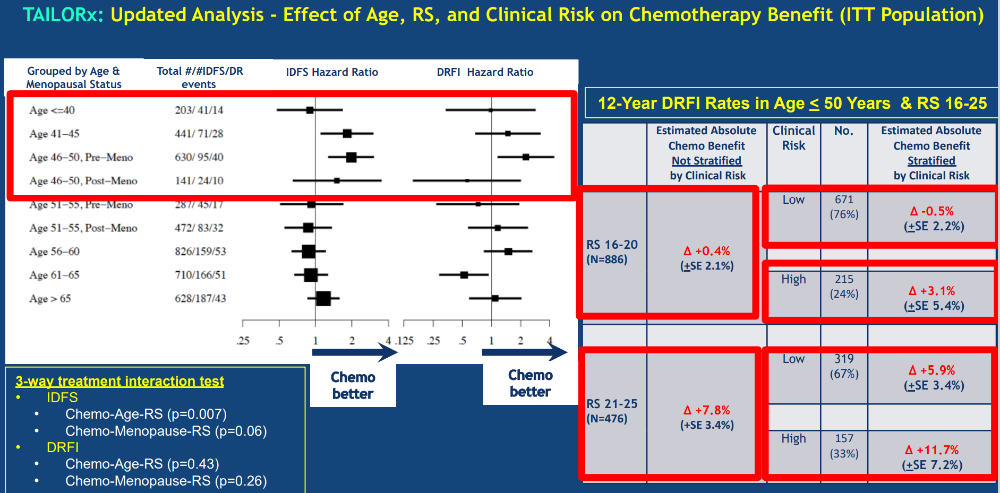 TAILORx: Updated Analysis - Effect of Age, RS, and Clinical Risk on Chemotherapy Benefit (ITT Population)
Grouped by Age &
Menopausal Status
Total #/#IDFS/DR
events
IDFS Hazard Ratio
DRFI Hazard Ratio
Age <=40 203/ 41/14
Age 41–45 441/ 71/28
Age 46–50, Pre–Meno 630/ 95/40
Age 46–50, Post–Meno 141/ 24/10
Age 51–55, Pre–Meno 287/ 45/17
Age 51–55, Post–Meno 472/ 83/32
Age 56–60 826/159/53
Age 61–65 710/166/51
Age > 65 628/187/43
.25 .5 1 2 4 .125 .25 .5 1 2 4
Chemo
better
Chemo
better
3-way treatment interaction test
• IDFS
• Chemo-Age-RS (p=0.007)
• Chemo-Menopause-RS (p=0.06)
• DRFI
• Chemo-Age-RS (p=0.43)
• Chemo-Menopause-RS (p=0.26)
12-Year DRFI Rates in Age ≤ 50 Years & RS 16-25
Estimated Absolute
Chemo Benefit
Not Stratified
by Clinical Risk
Clinical
Risk
No.
Estimated Absolute
Chemo Benefit
Stratified
by Clinical Risk
RS 16-20
(N=886)
Δ +0.4%
(±SE 2.1%)
Low
671
(76%)
Δ -0.5%
(±SE 2.2%)
High
215
(24%)
Δ +3.1%
(±SE 5.4%)
RS 21-25
(N=476)
Δ +7.8%
(+SE 3.4%)
Low
319
(67%)
Δ +5.9%
(±SE 3.4%)
High
157
(33%)
Δ +11.7%
(±SE 7.2%)